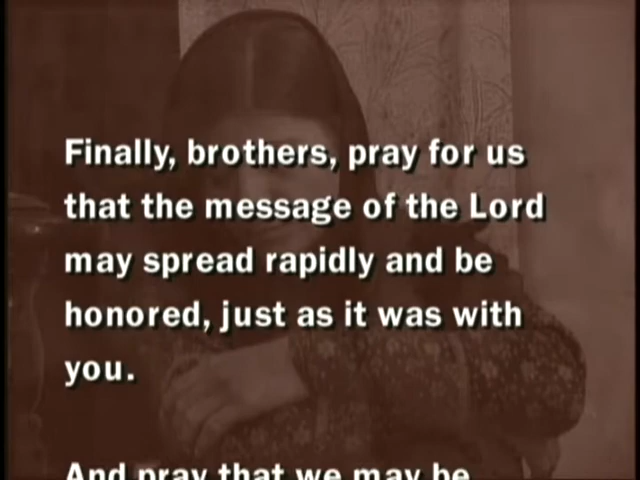 Finally, brothers, pray for us
that the message of the Lord
may spread rapidly and be
honored, just as it was with
you.
And pray that we may be